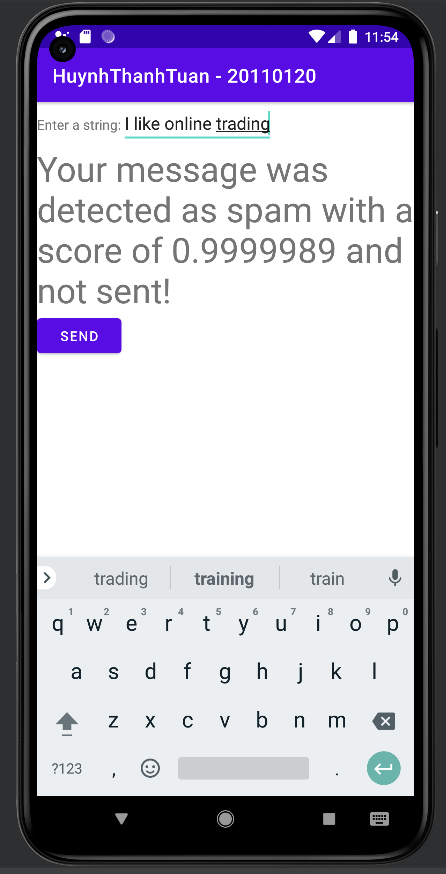 11:54
HuynhThanhTuan - 20110120
Enter a string: I like online trading
Your message was
detected as spam with a
score of 0.9999989 and
not sent!
SEND
trading training train
1 2 3 4 5 6 7 8 9 0
q w e r t y u i o p
a s d f g h j k l
z x c v b n m
?123 , .